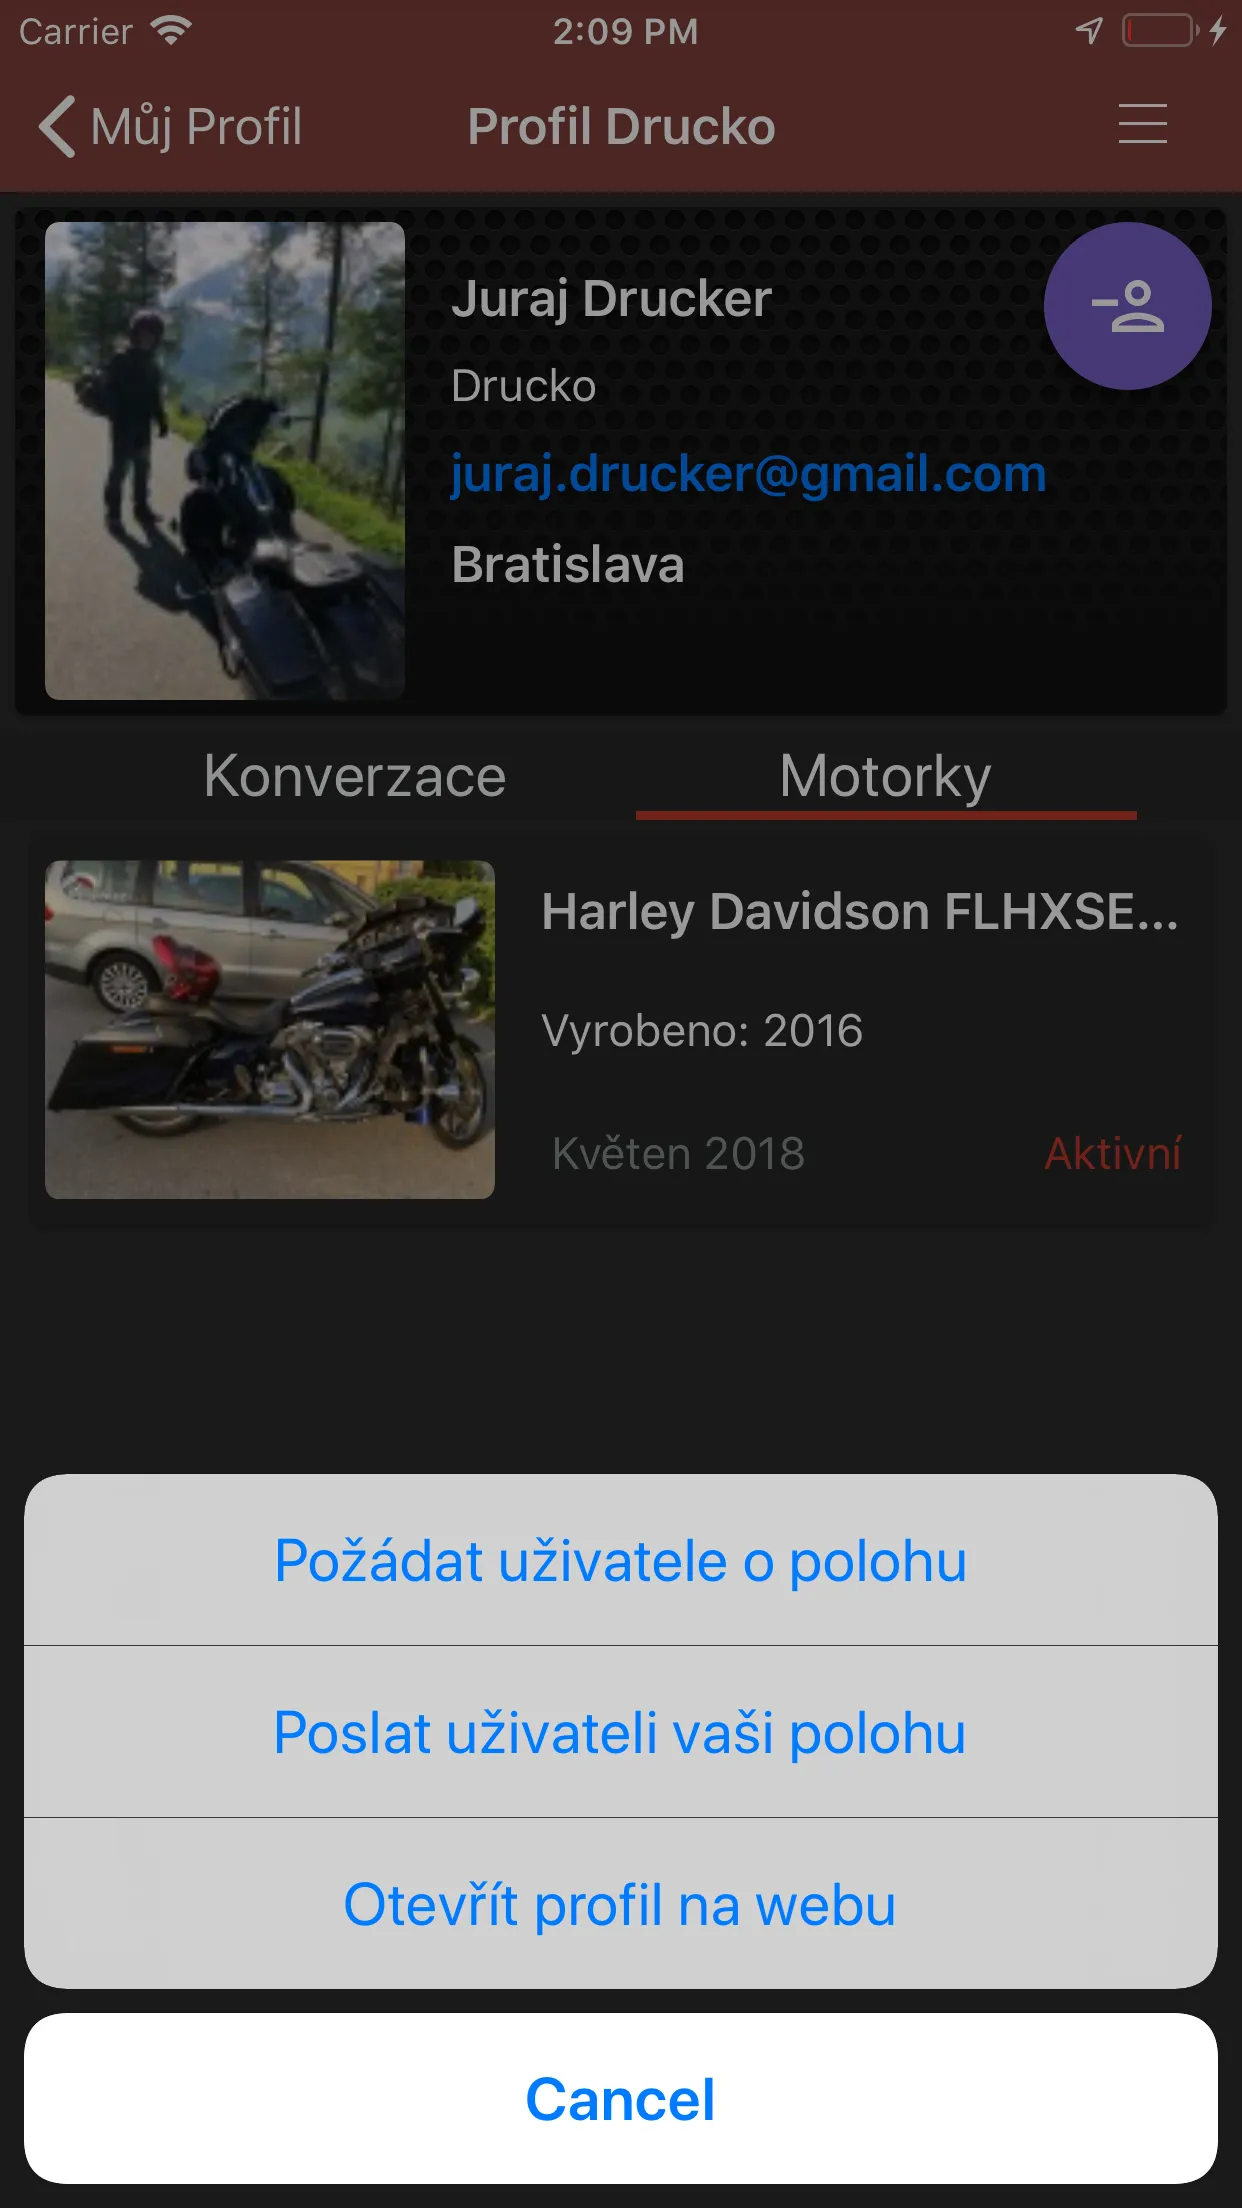 Carrier 2:09 PM
Můj Profil Profil Drucko
Juraj Drucker
Drucko
juraj.drucker@gmail.com
Bratislava
Konverzace Motorky
Harley Davidson FLHXSE...
Vyrobeno: 2016
Květen 2018 Aktivní
Požádat uživatele o polohu
Poslat uživateli vaši polohu
Otevřít profil na webu
Cancel